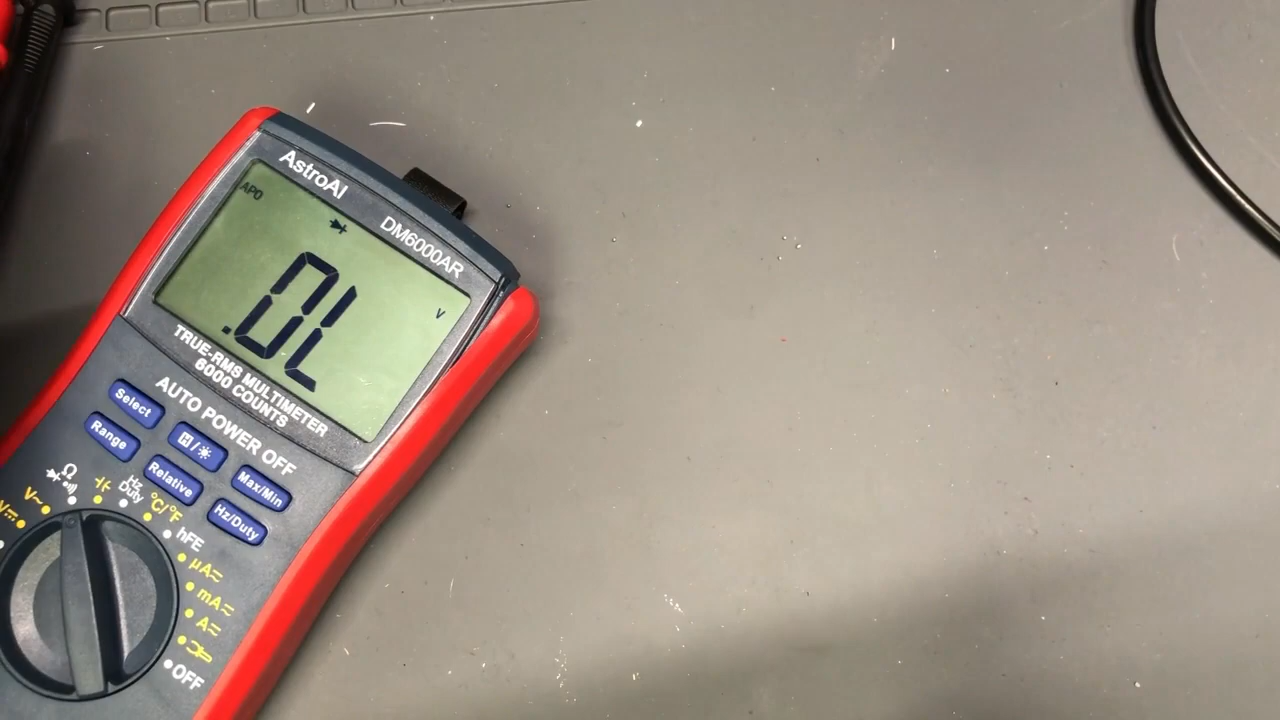 AstroAI
DM6000AR
APO
V
.0L
TRUE-RMS MULTIMETER
6000 COUNTS
AUTO POWER OFF
Select
Range
H/
Relative
Max/Min
Hz/Duty
Ω
V~
V
Hz
Duty
°C/°F
hFE
µA
mA
A
OFF